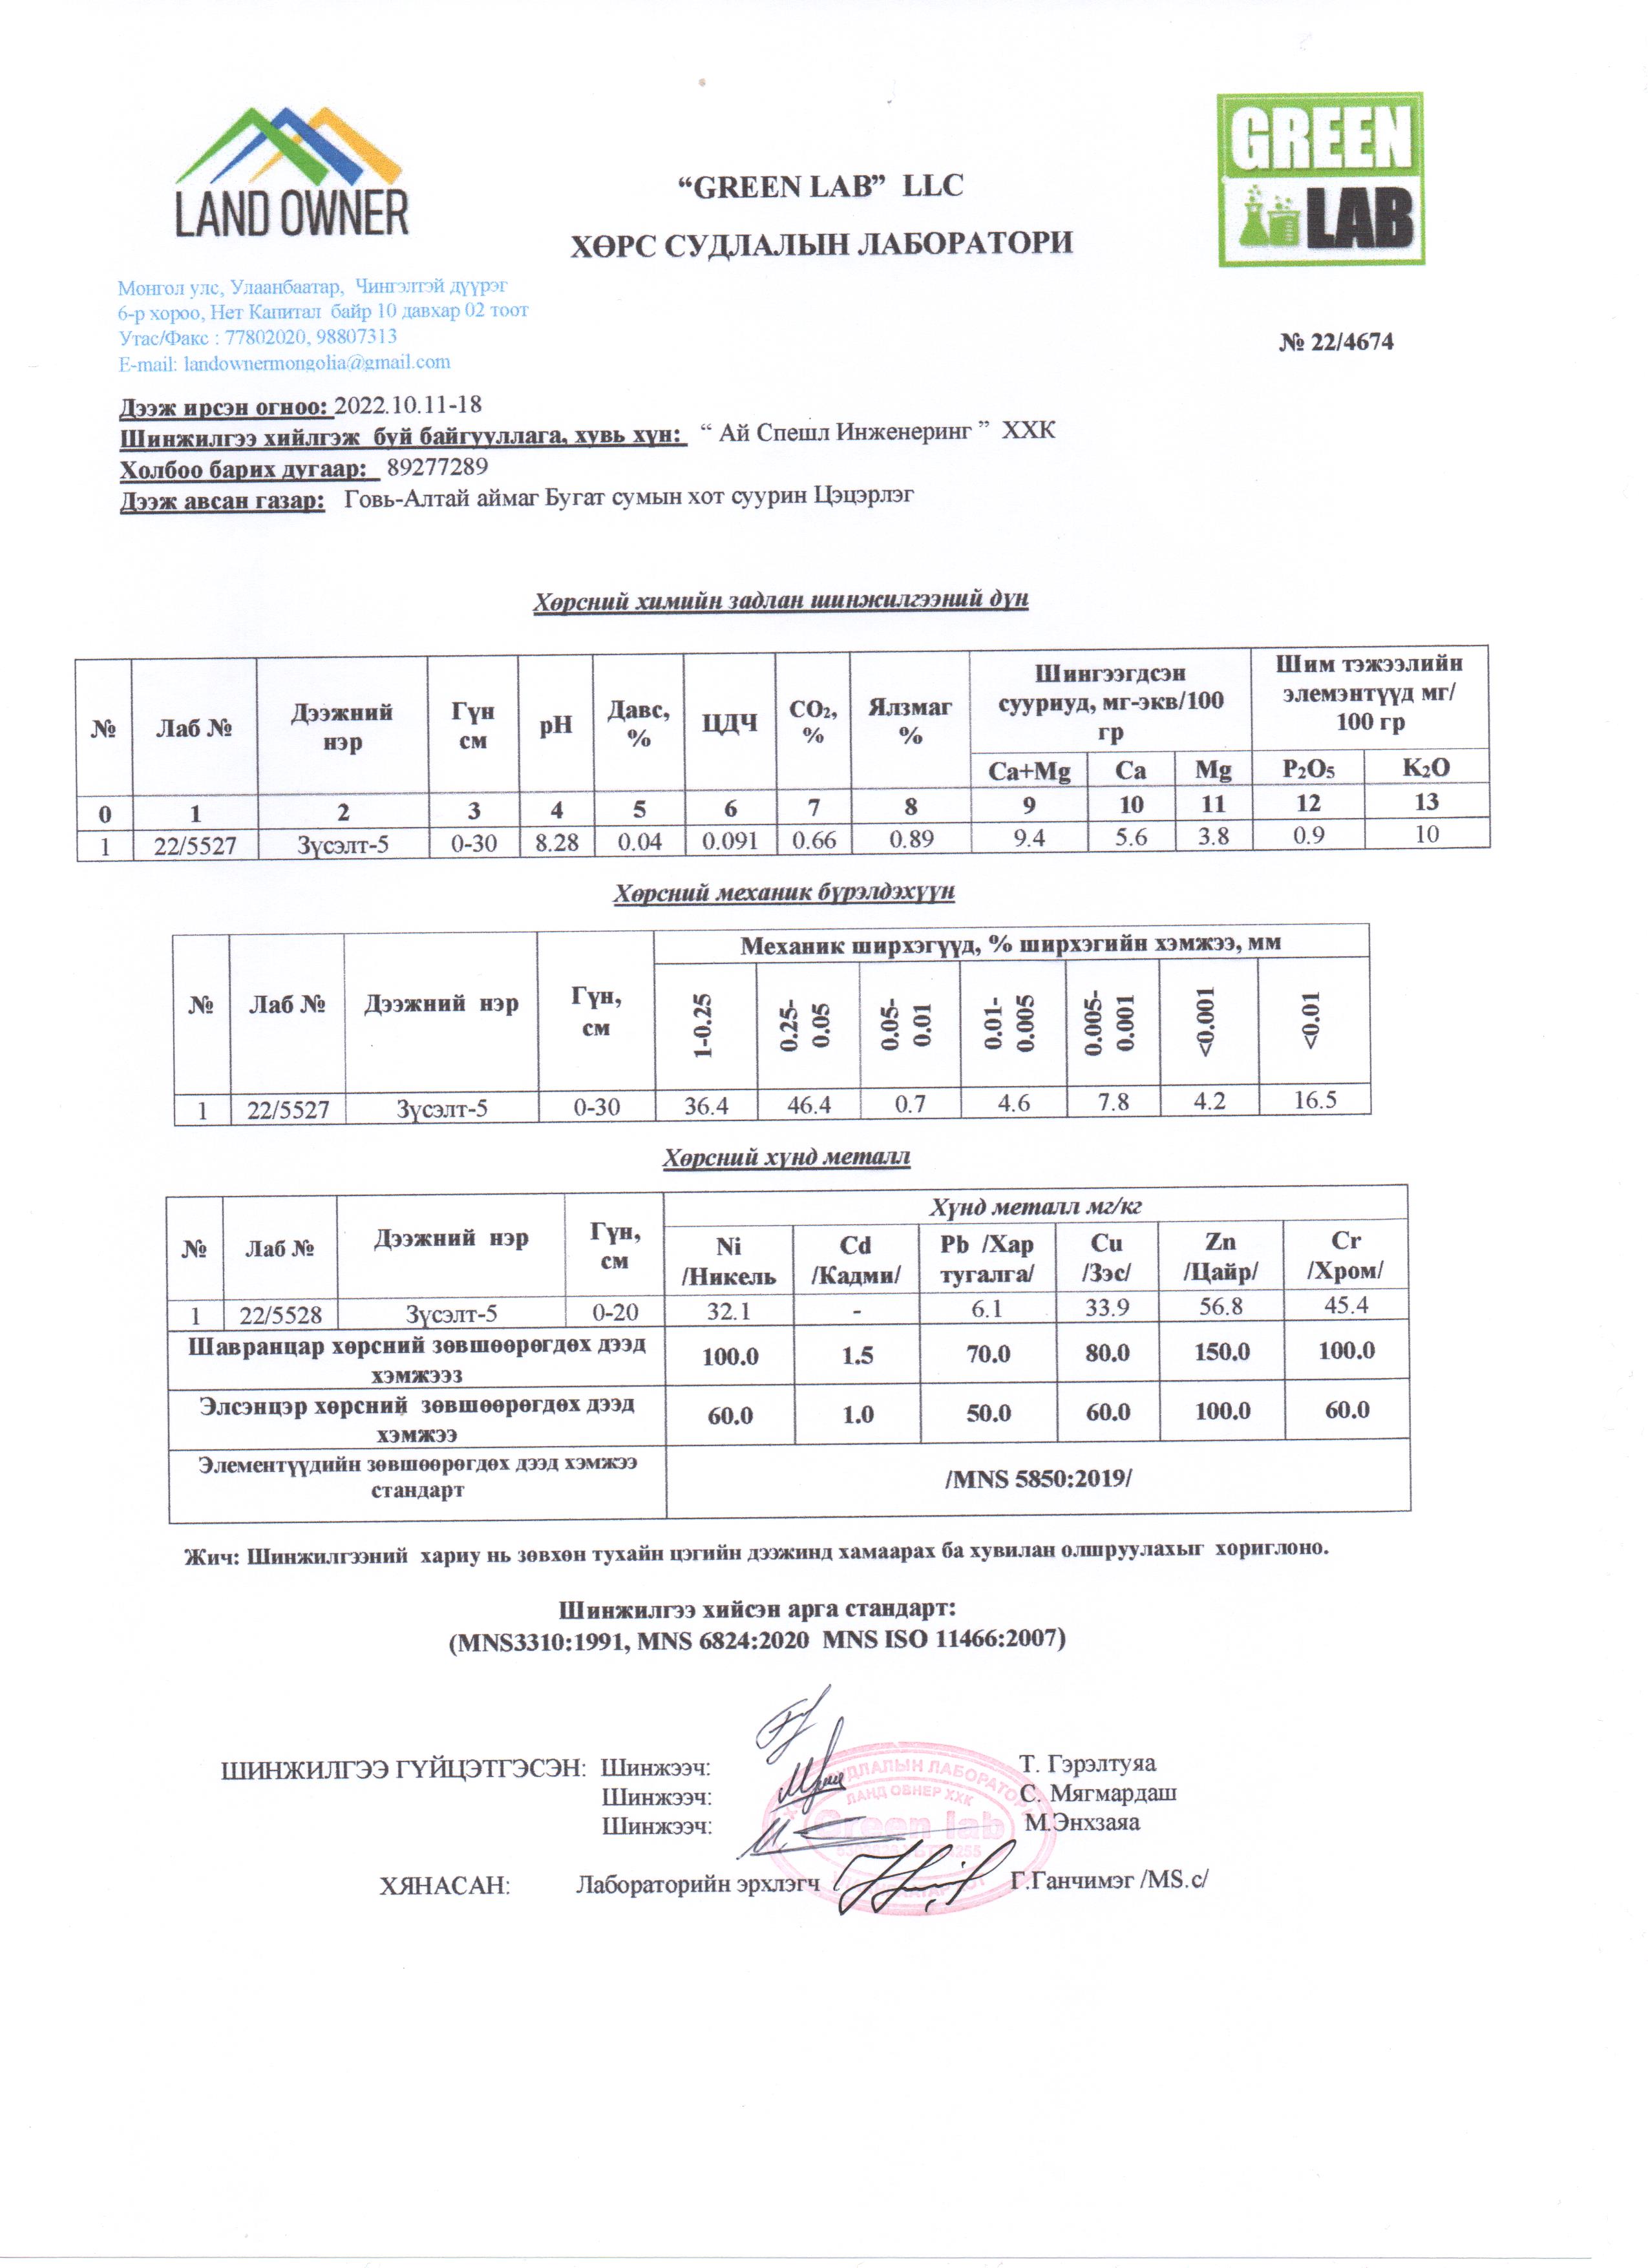 LAND OWNER
GREEN
LAB
“GREEN LAB” LLC
ХӨРС СУДЛАЛЫН ЛАБОРАТОРИ
Монгол улс, Улаанбаатар, Чингэлтэй дүүрэг
6-р хороо, Нет Капитал байр 10 давхар 02 тоот
Утас/Факс : 77802020, 98807313
E-mail: landownermongolia@gmail.com
№ 22/4674
Дээж ирсэн огноо: 2022.10.11-18
Шинжилгээ хийлгэж буй байгууллага, хувь хүн: “ Ай Спешл Инженеринг ” ХХК
Холбоо барих дугаар: 89277289
Дээж авсан газар: Говь-Алтай аймаг Бугат сумын хот суурин Цэцэрлэг
Хөрсний химийн задлан шинжилгээний дүн
№ Лаб № Дээжний нэр Гүн см pH Давс, % ЦДЧ CO₂, % Ялзмаг % Шингээгдсэн сууриуд, мг-экв/100 гр Шим тэжээлийн элемэнтүүд мг/ 100 гр
Ca+Mg Ca Mg P₂O₅ K₂O
0 1 2 3 4 5 6 7 8 9 10 11 12 13
1 22/5527 Зүсэлт-5 0-30 8.28 0.04 0.091 0.66 0.89 9.4 5.6 3.8 0.9 10
Хөрсний механик бүрэлдэхүүн
№ Лаб № Дээжний нэр Гүн, см Механик ширхэгүүд, % ширхэгийн хэмжээ, мм
1-0.25 0.25-0.05 0.05-0.01 0.01-0.005 0.005-0.001 <0.001 <0.01
1 22/5527 Зүсэлт-5 0-30 36.4 46.4 0.7 4.6 7.8 4.2 16.5
Хөрсний хүнд металл
№ Лаб № Дээжний нэр Гүн, см Хүнд металл мг/кг
Ni /Никель Cd /Кадми/ Pb /Хар тугалга/ Cu /Зэс/ Zn /Цайр/ Cr /Хром/
1 22/5528 Зүсэлт-5 0-20 32.1 - 6.1 33.9 56.8 45.4
Шавранцар хөрсний зөвшөөрөгдөх дээд хэмжээз 100.0 1.5 70.0 80.0 150.0 100.0
Элсэнцэр хөрсний зөвшөөрөгдөх дээд хэмжээ 60.0 1.0 50.0 60.0 100.0 60.0
Элементүүдийн зөвшөөрөгдөх дээд хэмжээ стандарт /MNS 5850:2019/
Жич: Шинжилгээний хариу нь зөвхөн тухайн цэгийн дээжинд хамаарах ба хувилан олшруулахыг хориглоно.
Шинжилгээ хийсэн арга стандарт:
(MNS3310:1991, MNS 6824:2020 MNS ISO 11466:2007)
ШИНЖИЛГЭЭ ГҮЙЦЭТГЭСЭН: Шинжээч: Т. Гэрэлтуяа
Шинжээч: С. Мягмардаш
Шинжээч: М.Энхзаяа
ЛАНД ОВНЕР ХХК
Green lab
ХЯНАСАН: Лабораторийн эрхлэгч Г.Ганчимэг /MS.c/